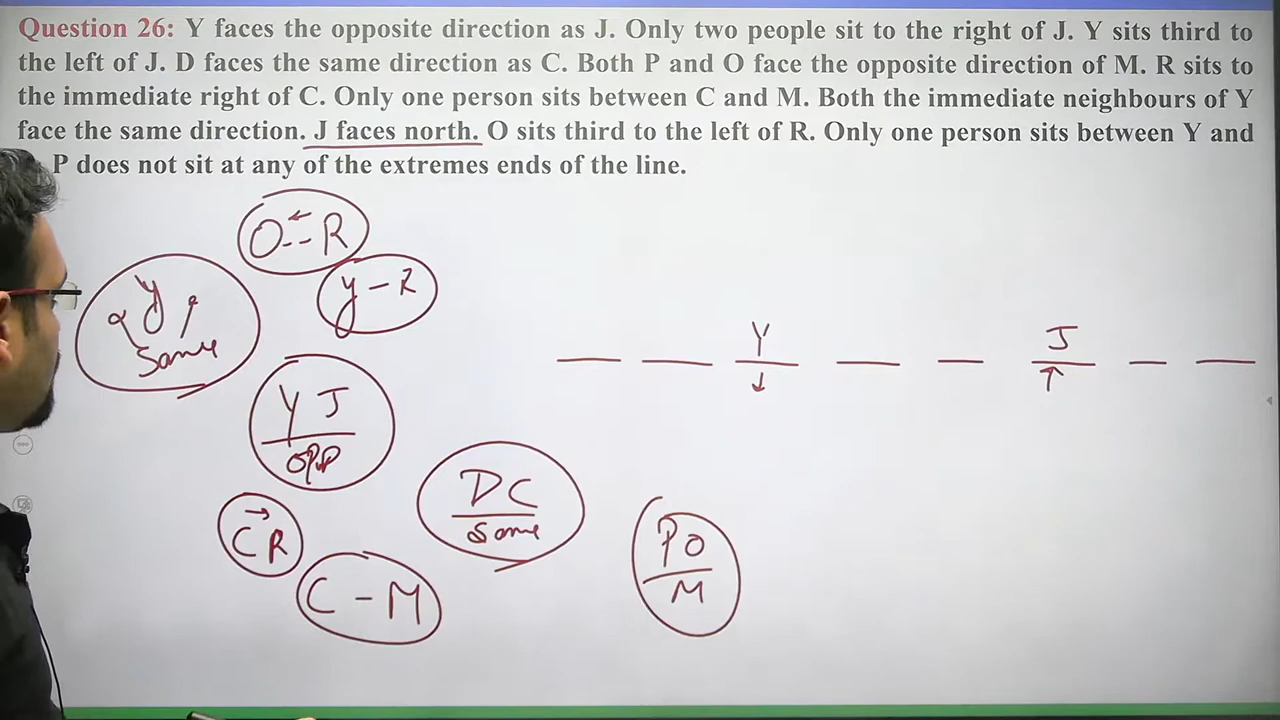 Question 26: Y faces the opposite direction as J. Only two people sit to the right of J. Y sits third to
the left of J. D faces the same direction as C. Both P and O face the opposite direction of M. R sits to
the immediate right of C. Only one person sits between C and M. Both the immediate neighbours of Y
face the same direction. J faces north. O sits third to the left of R. Only one person sits between Y and
P does not sit at any of the extremes ends of the line.
O -- R
Y - R
Y
Same
Y J
opp
Y J
↓ ↑
D C
Same
C R
C - M
P O
M